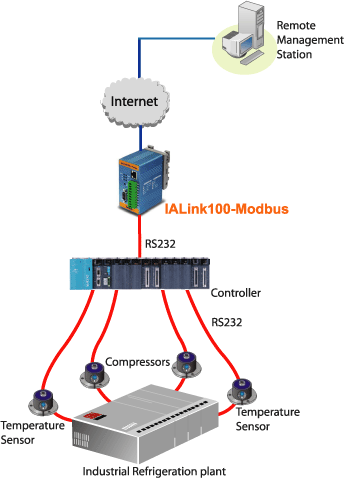 Remote
Management
Station
Internet
IALink100-Modbus
RS232
Controller
RS232
Compressors
Temperature
Sensor
Temperature
Sensor
Industrial Refrigeration plant